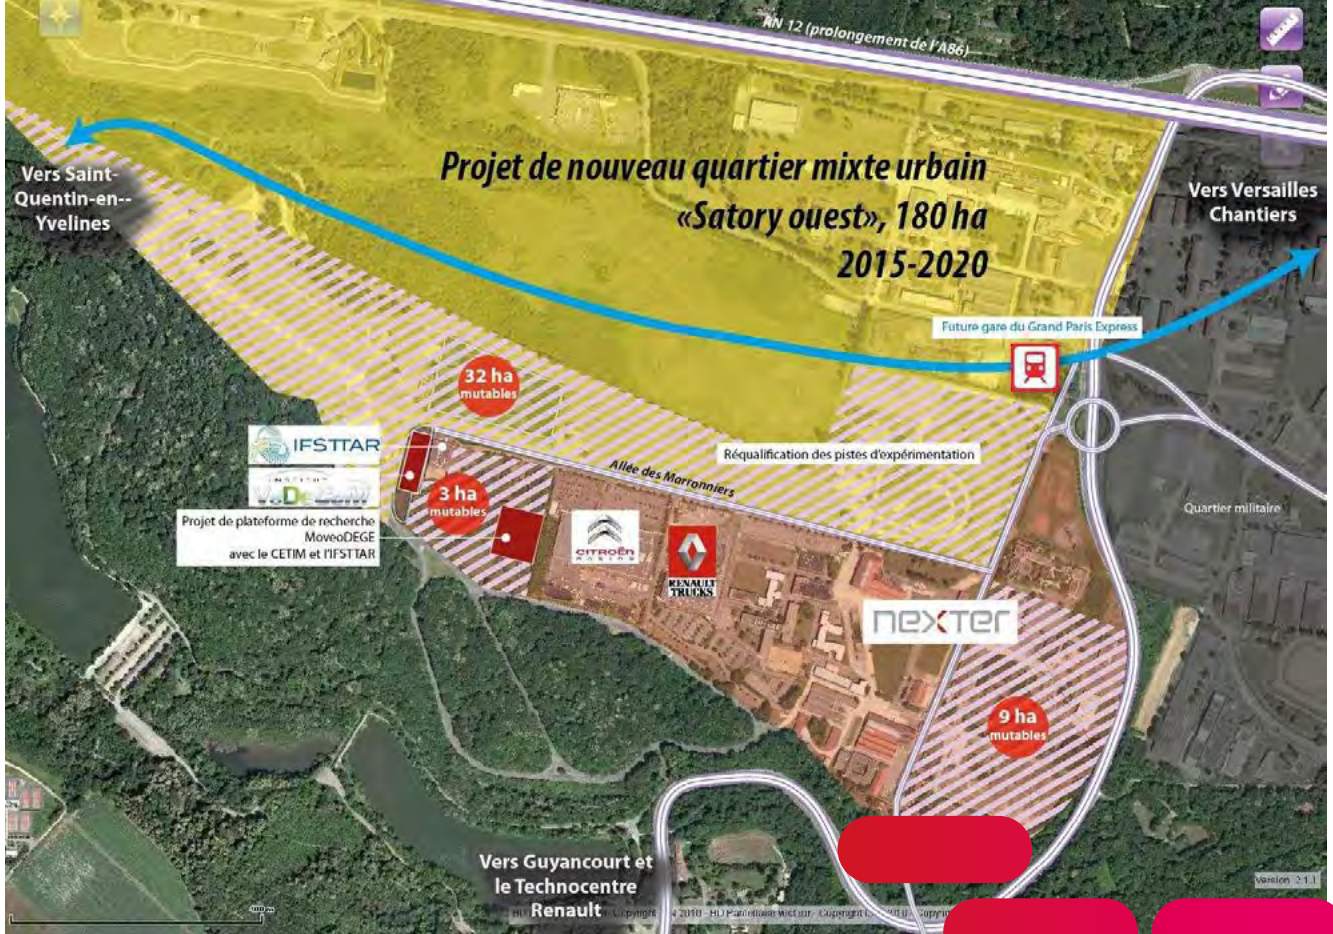 RN 12 (prolongement de l'A86)
Projet de nouveau quartier mixte urbain
«Satory ouest», 180 ha
2015-2020
Vers Saint-
Quentin-en--
Yvelines
Vers Versailles
Chantiers
Future gare du Grand Paris Express
32 ha
mutables
IFSTTAR
INSTITUT
VeDeCoM
Réqualification des pistes d'expérimentation
Allée des Marronniers
3 ha
mutables
Projet de plateforme de recherche
MoveoDEGE
avec le CETIM et l'IFSTTAR
CITROËN
RACING
RENAULT
TRUCKS
nexter
Quartier militaire
9 ha
mutables
Vers Guyancourt et
le Technocentre
Renault
Version 2.1.1